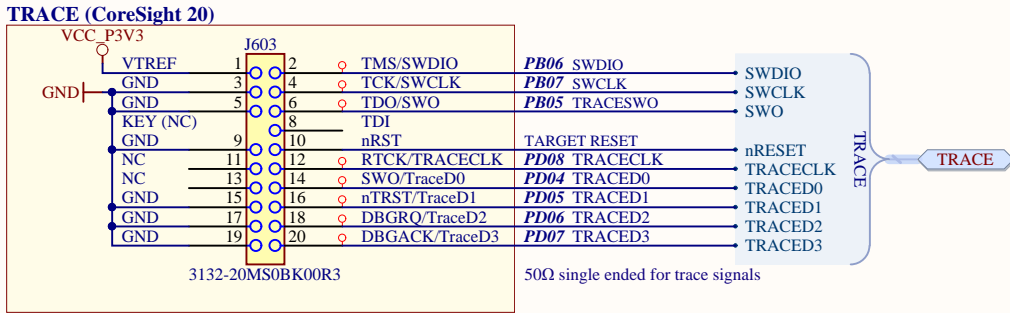 TRACE (CoreSight 20)
VCC_P3V3
J603
VTREF 1 2 TMS/SWDIO PB06 SWDIO SWDIO
GND GND 3 4 TCK/SWCLK PB07 SWCLK SWCLK
GND 5 6 TDO/SWO PB05 TRACESWO SWO
KEY (NC) 8 TDI
GND 9 10 nRST TARGET RESET nRESET
NC 11 12 RTCK/TRACECLK PD08 TRACECLK TRACECLK
NC 13 14 SWO/TraceD0 PD04 TRACED0 TRACED0
GND 15 16 nTRST/TraceD1 PD05 TRACED1 TRACED1
GND 17 18 DBGRQ/TraceD2 PD06 TRACED2 TRACED2
GND 19 20 DBGACK/TraceD3 PD07 TRACED3 TRACED3
TRACE
TRACE
3132-20MS0BK00R3
50Ω single ended for trace signals